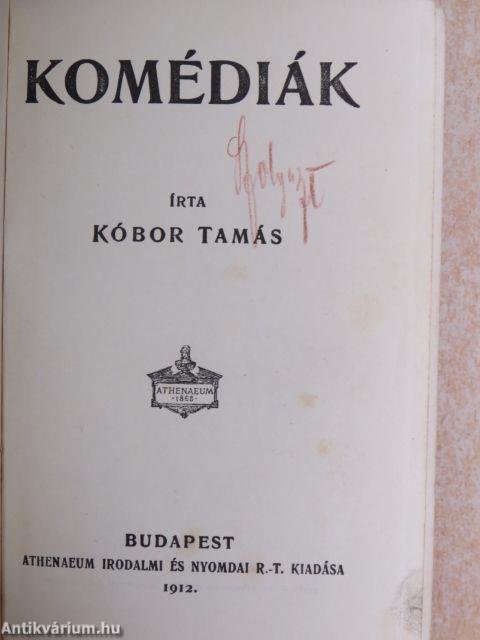 KOMÉDIÁK
ÍRTA
KÓBOR TAMÁS
ATHENAEUM
-1868-
BUDAPEST
ATHENAEUM IRODALMI ÉS NYOMDAI R.-T. KIADÁSA
1912.
Antikvárium.hu